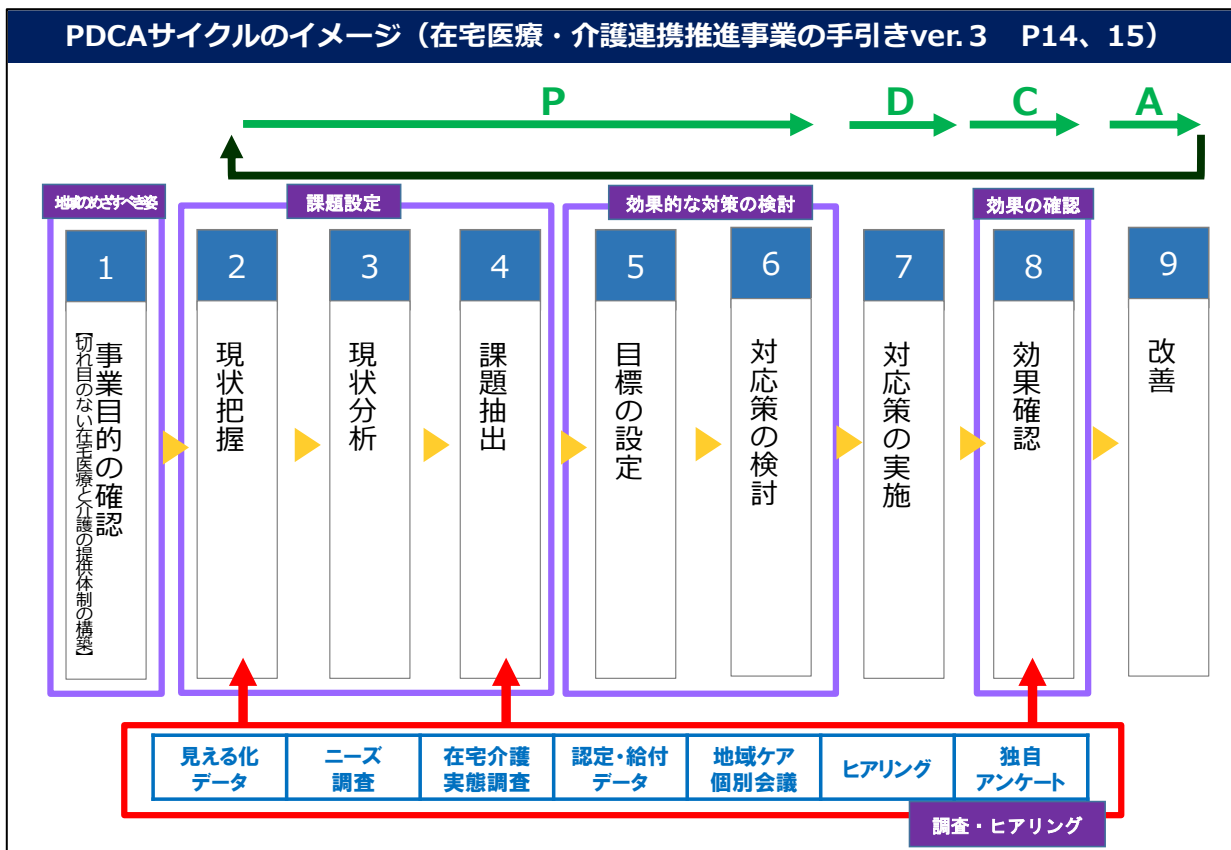 PDCAサイクルのイメージ（在宅医療・介護連携推進事業の手引きver.３　P14、15）
P
D
C
A
地域のめざすべき姿
課題設定
効果的な対策の検討
効果の確認
1
2
3
4
5
6
7
8
9
事業目的の確認
【切れ目のない在宅医療と介護の提供体制の構築】
現状把握
現状分析
課題抽出
目標の設定
対応策の検討
対応策の実施
効果確認
改善
見える化
データ
ニーズ
調査
在宅介護
実態調査
認定・給付
データ
地域ケア
個別会議
ヒアリング
独自
アンケート
調査・ヒアリング